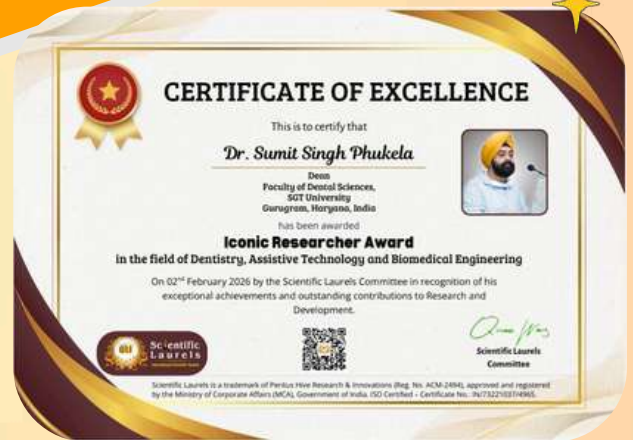 CERTIFICATE OF EXCELLENCE
This is to certify that
Dr. Sumit Singh Phukela
Dean
Faculty of Dental Sciences,
SGT University
Gurugram, Haryana, India
has been awarded
Iconic Researcher Award
in the field of Dentistry, Assistive Technology and Biomedical Engineering
On 02nd February 2026 by the Scientific Laurels Committee in recognition of his
exceptional achievements and outstanding contributions to Research and
Development.
Scientific
Laurels
Scientific Laurels
Committee
Scientific Laurels is a trademark of Pentus Hive Research & Innovations (Reg. No. ACM-2494), approved and registered
by the Ministry of Corporate Affairs (MCA), Government of India. ISO Certified – Certificate No. :IN/73221037/4965.